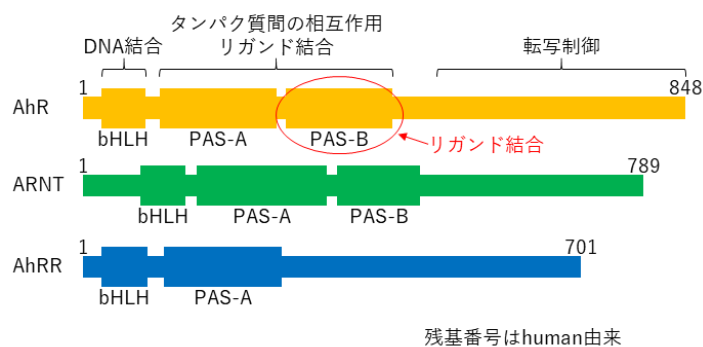 タンパク質間の相互作用
DNA結合
リガンド結合
転写制御
1
848
AhR
bHLH
PAS-A
PAS-B
リガンド結合
1
789
ARNT
bHLH
PAS-A
PAS-B
1
701
AhRR
bHLH
PAS-A
残基番号はhuman由来